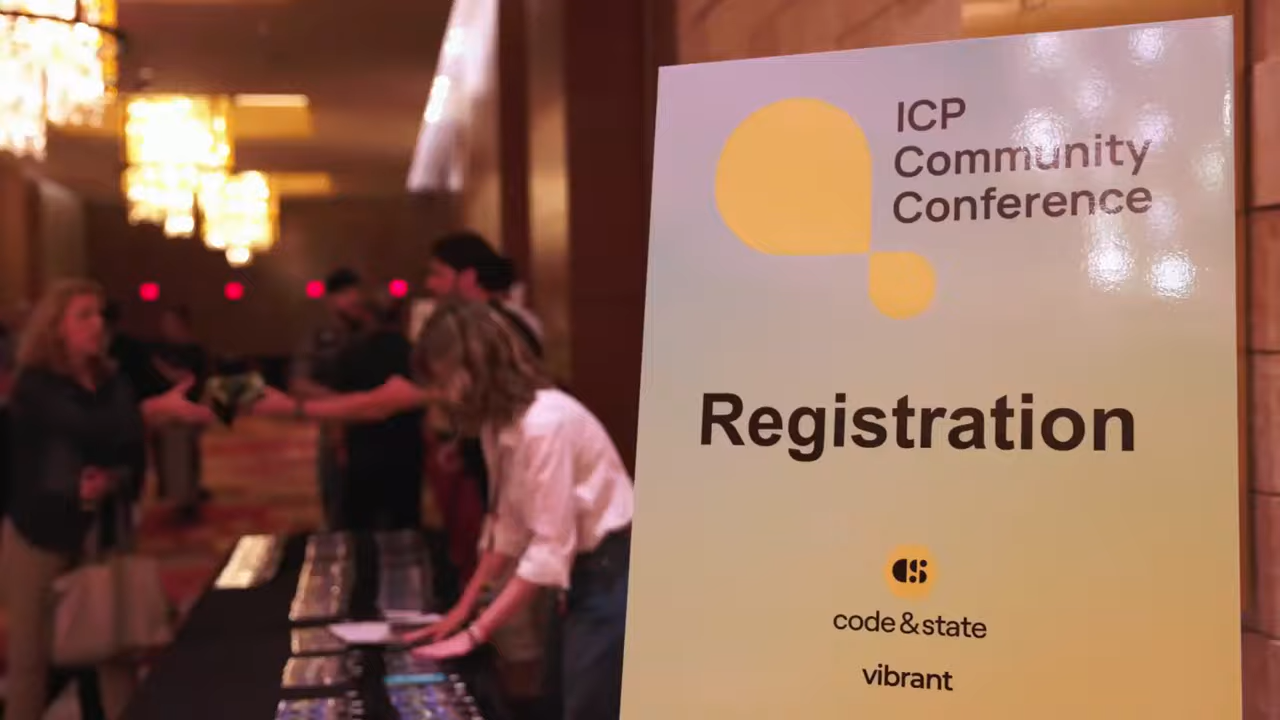 ICP
Community
Conference
Registration
CS
code&state
vibrant